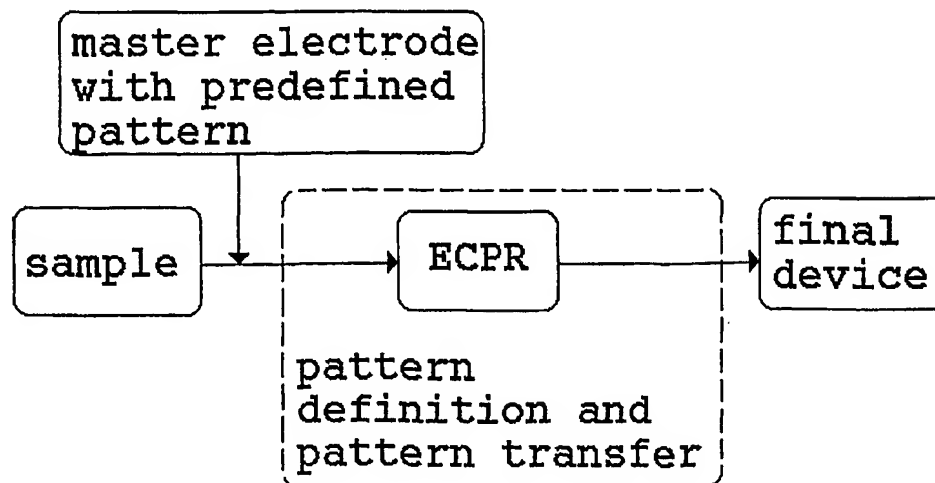 master electrode
with predefined
pattern
sample
ECPR
final
device
pattern
definition and
pattern transfer